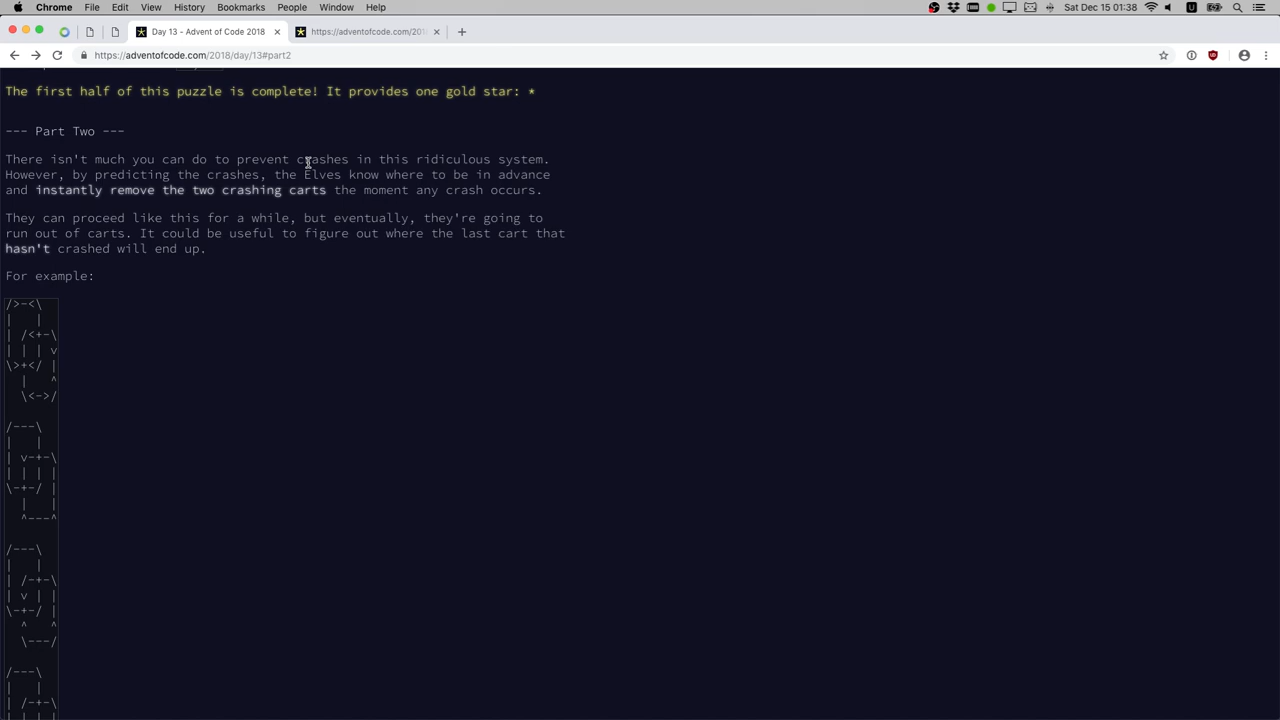 Chrome File Edit View History Bookmarks People Window Help Sat Dec 15 01:38
Day 13 - Advent of Code 2018 https://adventofcode.com/201
https://adventofcode.com/2018/day/13#part2
The first half of this puzzle is complete! It provides one gold star: *
--- Part Two ---
There isn't much you can do to prevent crashes in this ridiculous system.
However, by predicting the crashes, the Elves know where to be in advance
and instantly remove the two crashing carts the moment any crash occurs.
They can proceed like this for a while, but eventually, they're going to
run out of carts. It could be useful to figure out where the last cart that
hasn't crashed will end up.
For example:
/>-<\
|   |
| /<+-\
| | | v
\>+</ |
  |   ^
  \<->/
/---\
|   |
| v-+-\
| | | |
\-+-/ |
  |   |
  ^---^
/---\
|   |
| /-+-\
| v | |
\-+-/ |
  ^   ^
  \---/
/---\
|   |
| /-+-\
| | | |